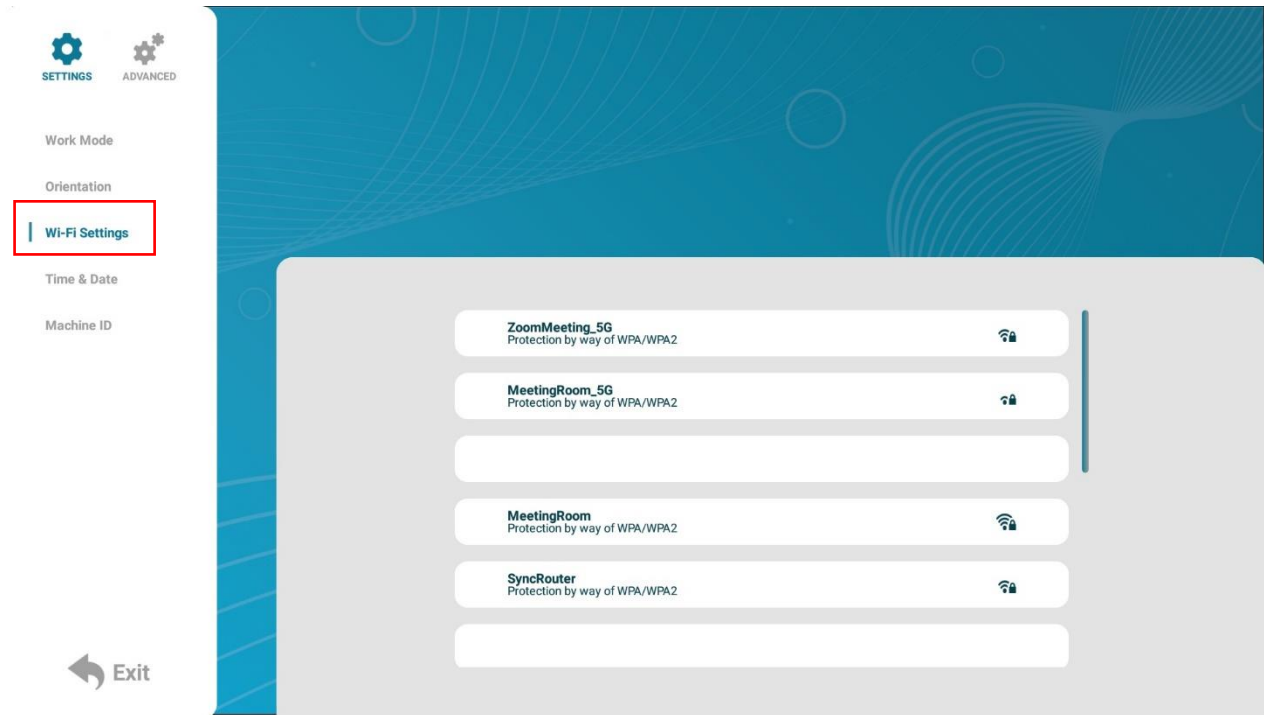 SETTINGS
ADVANCED
Work Mode
Orientation
Wi-Fi Settings
Time & Date
Machine ID
Exit
ZoomMeeting_5G
Protection by way of WPA/WPA2
MeetingRoom_5G
Protection by way of WPA/WPA2
MeetingRoom
Protection by way of WPA/WPA2
SyncRouter
Protection by way of WPA/WPA2